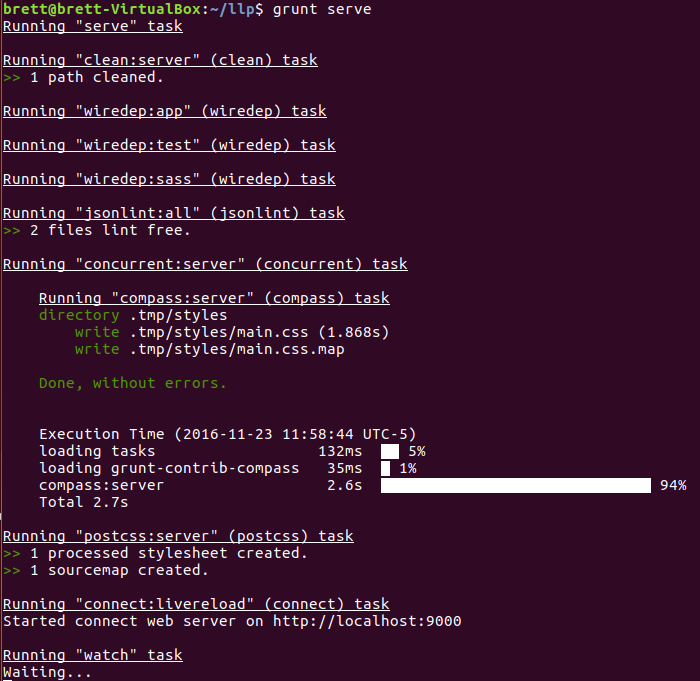 brett@brett-VirtualBox:~/llp$ grunt serve
Running "serve" task
Running "clean:server" (clean) task
>> 1 path cleaned.
Running "wiredep:app" (wiredep) task
Running "wiredep:test" (wiredep) task
Running "wiredep:sass" (wiredep) task
Running "jsonlint:all" (jsonlint) task
>> 2 files lint free.
Running "concurrent:server" (concurrent) task
Running "compass:server" (compass) task
directory .tmp/styles
write .tmp/styles/main.css (1.868s)
write .tmp/styles/main.css.map
Done, without errors.
Execution Time (2016-11-23 11:58:44 UTC-5)
loading tasks 132ms 5%
loading grunt-contrib-compass 35ms 1%
compass:server 2.6s 94%
Total 2.7s
Running "postcss:server" (postcss) task
>> 1 processed stylesheet created.
>> 1 sourcemap created.
Running "connect:livereload" (connect) task
Started connect web server on http://localhost:9000
Running "watch" task
Waiting...